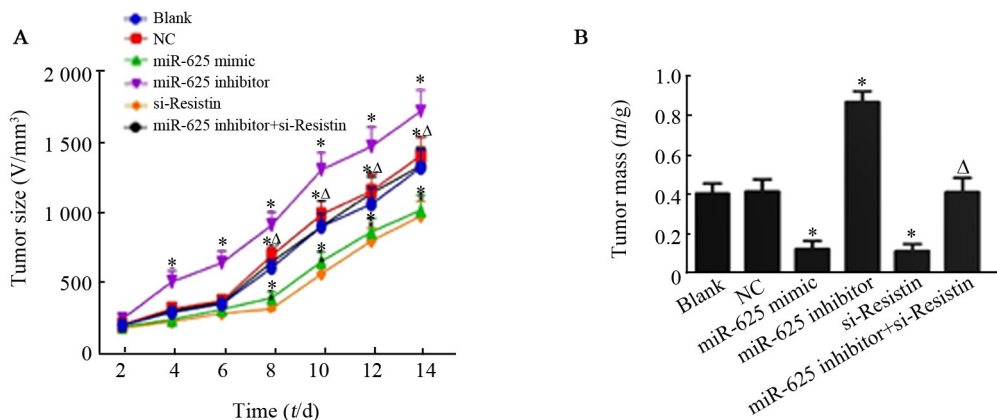 A
Blank
NC
miR-625 mimic
miR-625 inhibitor
si-Resistin
miR-625 inhibitor+si-Resistin
Tumor size (V/mm³)
2 000
1 500
1 000
500
0
* * * * * *
*Δ *Δ *Δ *Δ
* * * *
2 4 6 8 10 12 14
Time (t/d)
B
Tumor mass (m/g)
1.0
0.8
0.6
0.4
0.2
0
* * * Δ
Blank
NC
miR-625 mimic
miR-625 inhibitor
si-Resistin
miR-625 inhibitor+si-Resistin